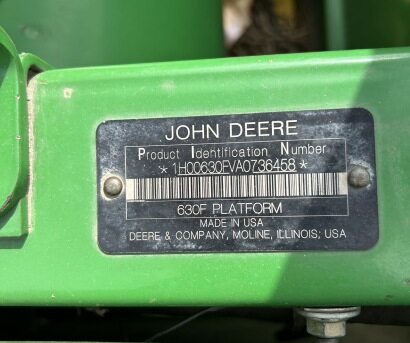 JOHN DEERE
Product Identification Number
*1H00630FVA0736458*
630F PLATFORM
MADE IN USA
DEERE & COMPANY, MOLINE, ILLINOIS, USA